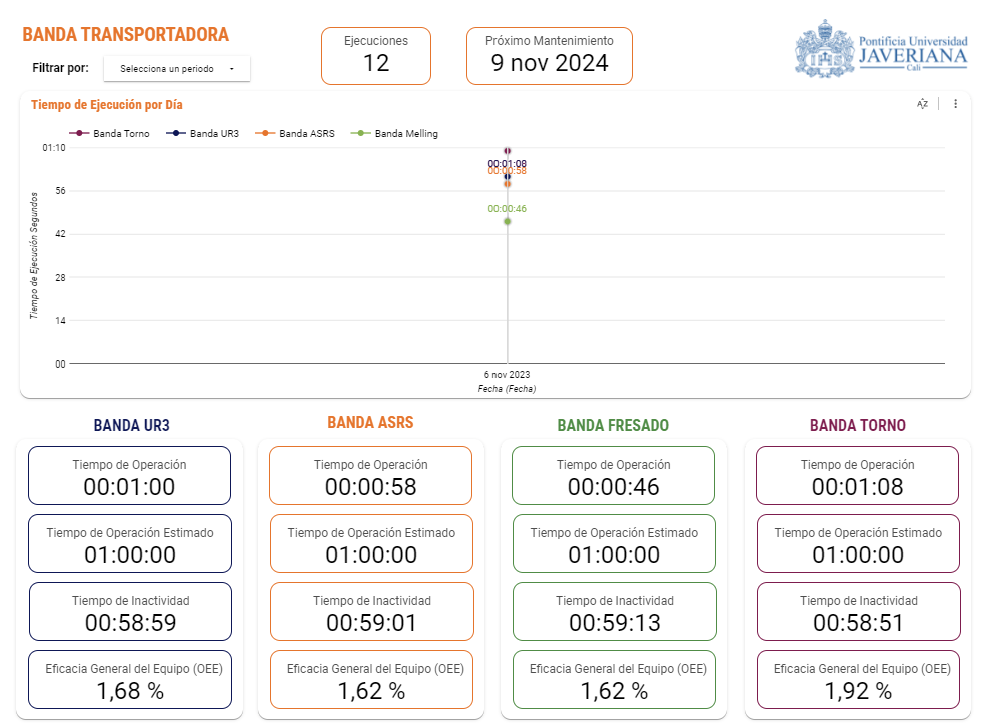 BANDA TRANSPORTADORA
Filtrar por:
Selecciona un periodo
Ejecuciones
12
Próximo Mantenimiento
9 nov 2024
Pontificia Universidad
JAVERIANA
Cali
Tiempo de Ejecución por Día
AZ
Banda Torno
Banda UR3
Banda ASRS
Banda Melling
Tiempo de Ejecución Segundos
01:10
56
42
28
14
00
00:01:08
00:00:58
00:00:46
6 nov 2023
Fecha (Fecha)
BANDA UR3
Tiempo de Operación
00:01:00
Tiempo de Operación Estimado
01:00:00
Tiempo de Inactividad
00:58:59
Eficacia General del Equipo (OEE)
1,68 %
BANDA ASRS
Tiempo de Operación
00:00:58
Tiempo de Operación Estimado
01:00:00
Tiempo de Inactividad
00:59:01
Eficacia General del Equipo (OEE)
1,62 %
BANDA FRESADO
Tiempo de Operación
00:00:46
Tiempo de Operación Estimado
01:00:00
Tiempo de Inactividad
00:59:13
Eficacia General del Equipo (OEE)
1,62 %
BANDA TORNO
Tiempo de Operación
00:01:08
Tiempo de Operación Estimado
01:00:00
Tiempo de Inactividad
00:58:51
Eficacia General del Equipo (OEE)
1,92 %